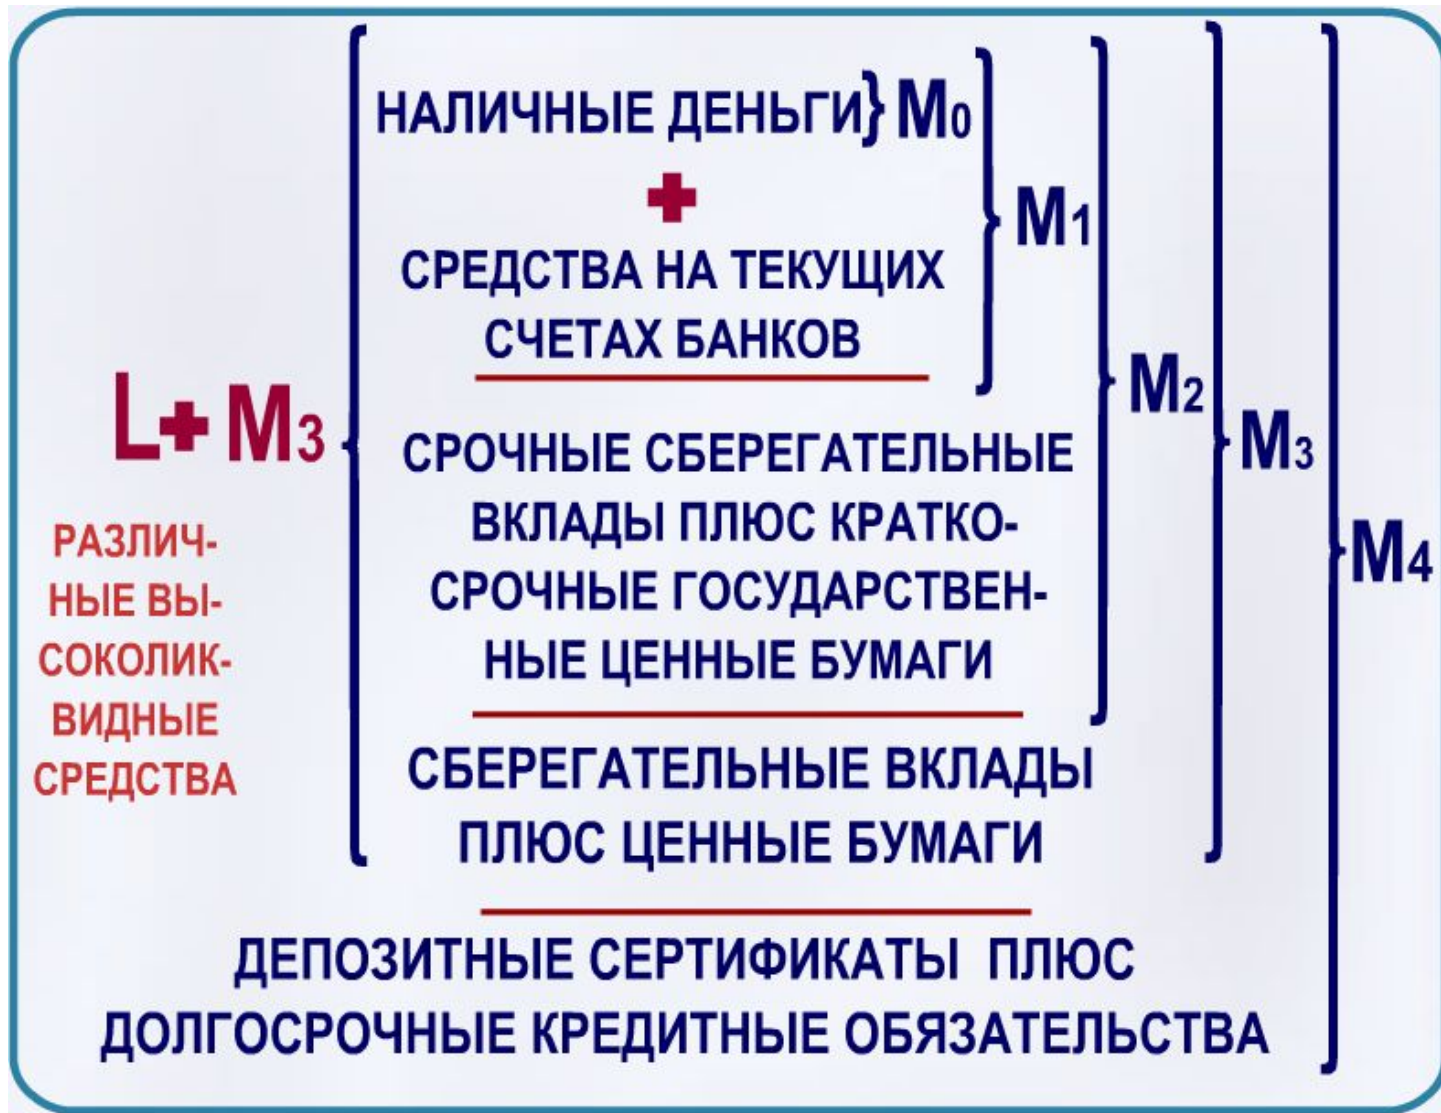 НАЛИЧНЫЕ ДЕНЬГИ } M0
+
СРЕДСТВА НА ТЕКУЩИХ
СЧЕТАХ БАНКОВ
M1
СРОЧНЫЕ СБЕРЕГАТЕЛЬНЫЕ
ВКЛАДЫ ПЛЮС КРАТКО-
СРОЧНЫЕ ГОСУДАРСТВЕН-
НЫЕ ЦЕННЫЕ БУМАГИ
M2
СБЕРЕГАТЕЛЬНЫЕ ВКЛАДЫ
ПЛЮС ЦЕННЫЕ БУМАГИ
M3
ДЕПОЗИТНЫЕ СЕРТИФИКАТЫ ПЛЮС
ДОЛГОСРОЧНЫЕ КРЕДИТНЫЕ ОБЯЗАТЕЛЬСТВА
M4
L+ M3
РАЗЛИЧ-
НЫЕ ВЫ-
СОКОЛИК-
ВИДНЫЕ
СРЕДСТВА